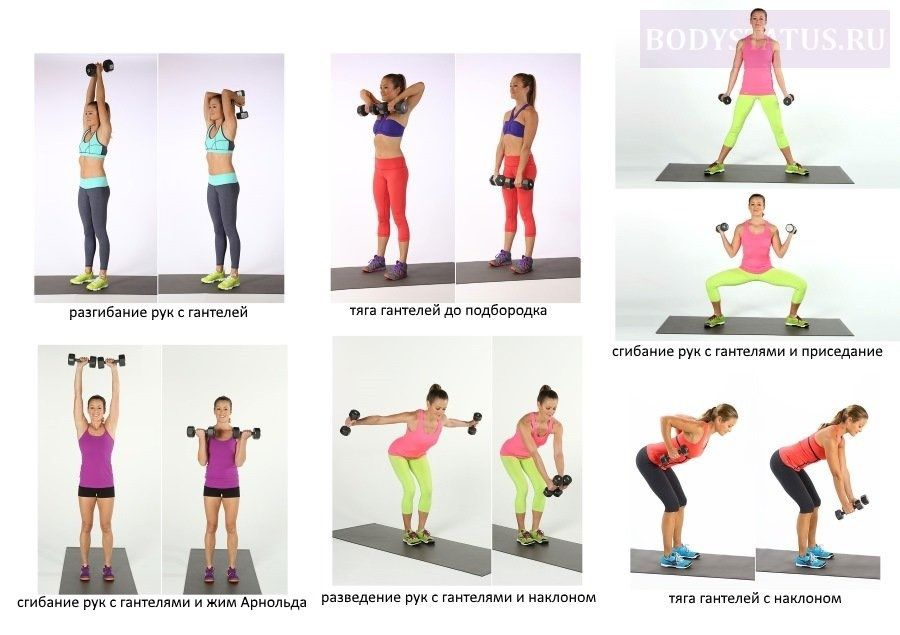 BODYSTATUS.RU
разгибание рук с гантелей
тяга гантелей до подбородка
сгибание рук с гантелями и приседание
сгибание рук с гантелями и жим Арнольда
разведение рук с гантелями и наклоном
тяга гантелей с наклоном